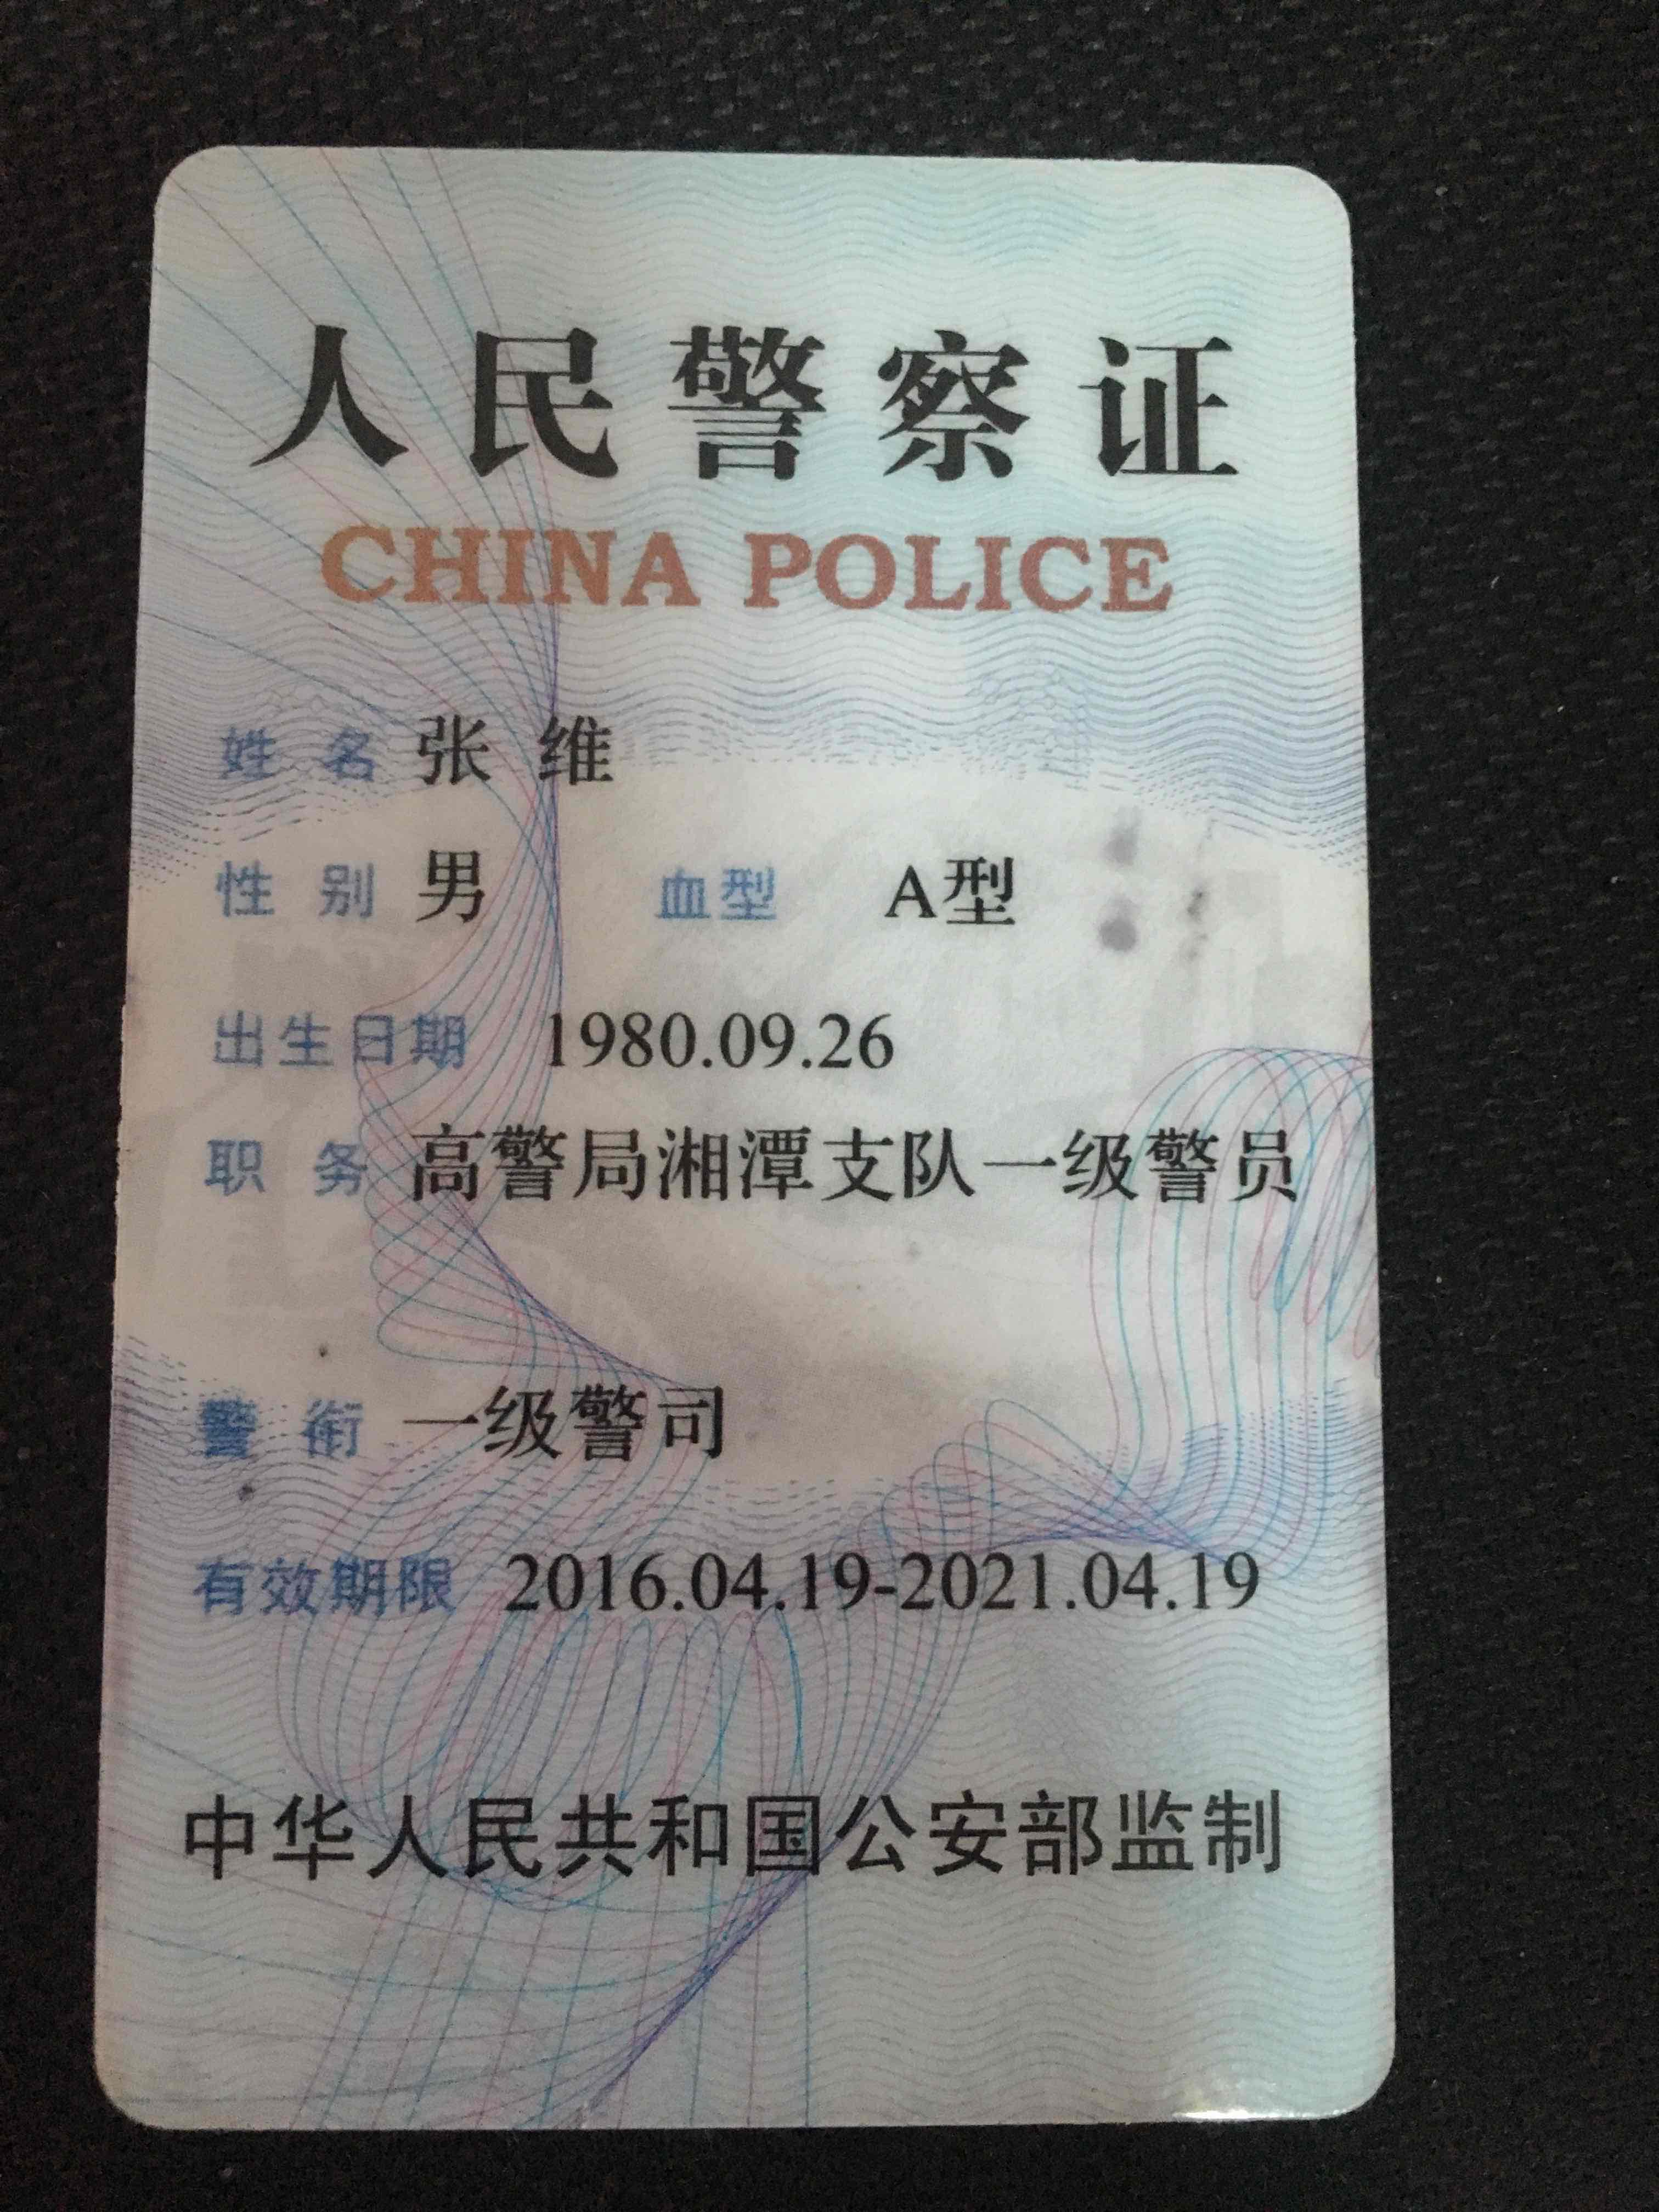 人民警察证
CHINA POLICE
姓 名 张 维
性 别 男 血型 A型
出生日期 1980.09.26
职 务 高警局湘潭支队一级警员
警 衔 一级警司
有效期限 2016.04.19-2021.04.19
中华人民共和国公安部监制